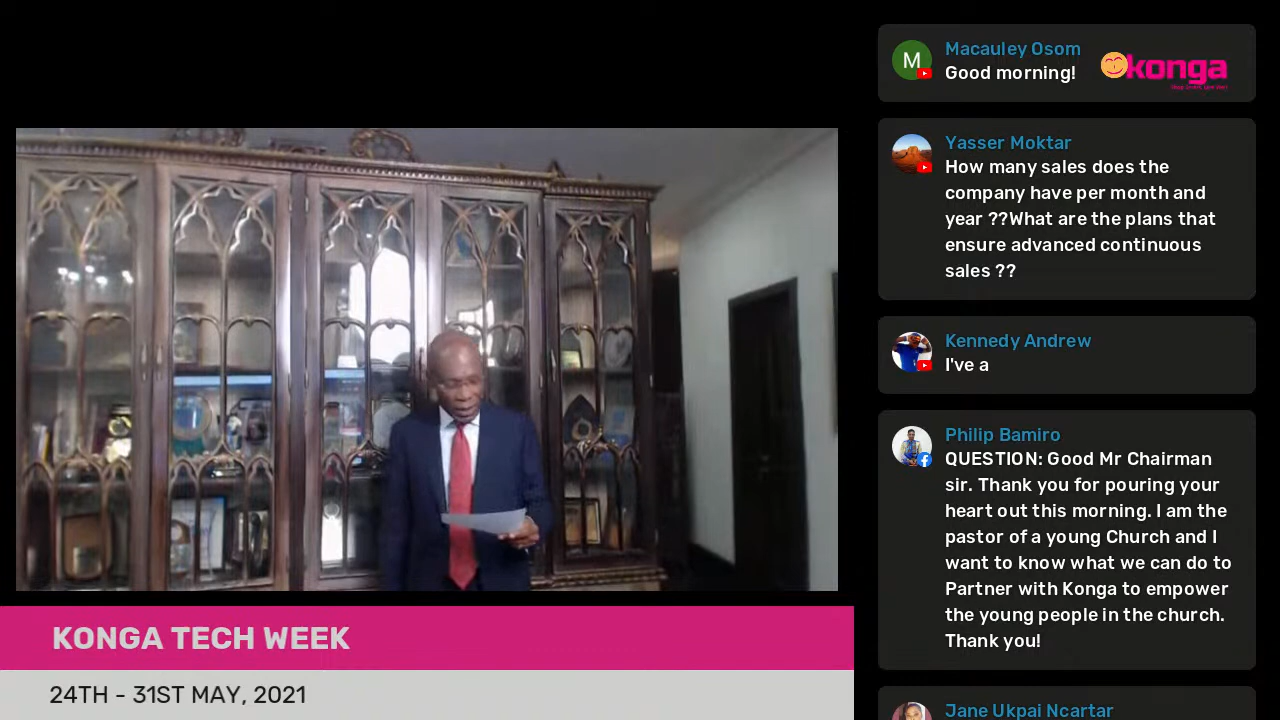 Macauley Osom
Good morning!
M
konga
Yasser Moktar
How many sales does the
company have per month and
year ??What are the plans that
ensure advanced continuous
sales ??
Kennedy Andrew
I've a
Philip Bamiro
QUESTION: Good Mr Chairman
sir. Thank you for pouring your
heart out this morning. I am the
pastor of a young Church and I
want to know what we can do to
Partner with Konga to empower
the young people in the church.
Thank you!
Jane Ukpai Ncartar
KONGA TECH WEEK
24TH - 31ST MAY, 2021